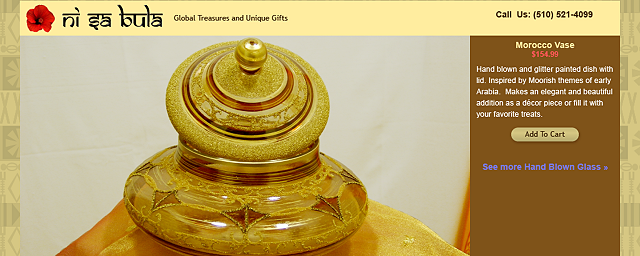 ni sa bula
Global Treasures and Unique Gifts
Call Us: (510) 521-4099
Morocco Vase
$154.99
Hand blown and glitter painted dish with
lid. Inspired by Moorish themes of early
Arabia. Makes an elegant and beautiful
addition as a décor piece or fill it with
your favorite treats.
Add To Cart
See more Hand Blown Glass »